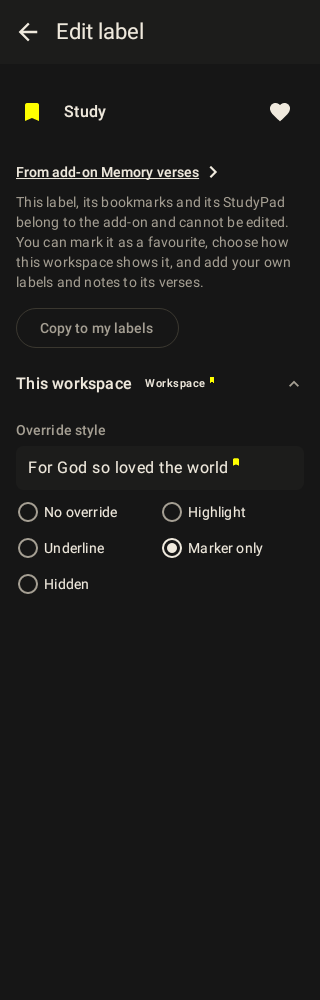 Edit label
Study
From add-on Memory verses
This label, its bookmarks and its StudyPad
belong to the add-on and cannot be edited.
You can mark it as a favourite, choose how
this workspace shows it, and add your own
labels and notes to its verses.
Copy to my labels
This workspace Workspace
Override style
For God so loved the world
No override Highlight
Underline Marker only
Hidden